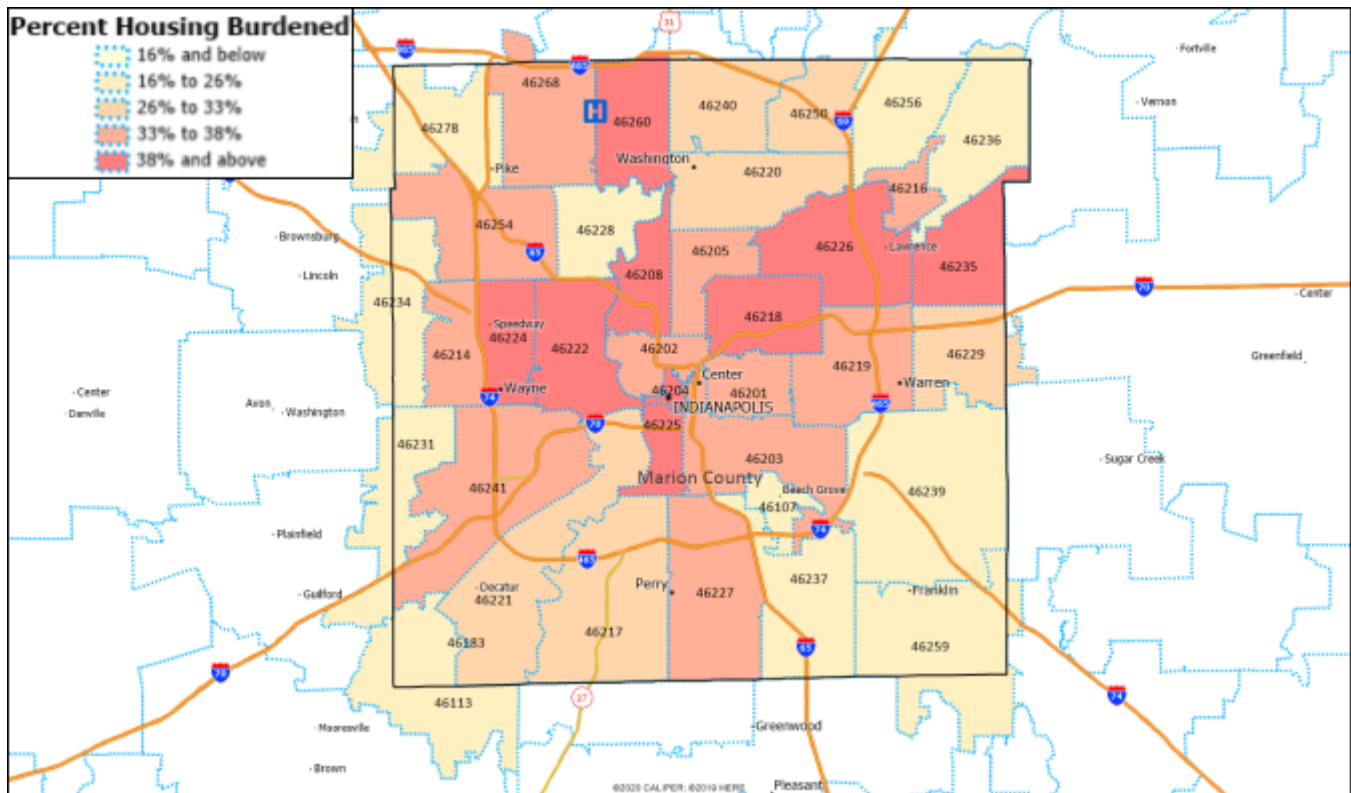 Percent Housing Burdened
16% and below
16% to 26%
26% to 33%
33% to 38%
38% and above
31
465
465
Fortville
Vernon
46268
46240
46250
46256
69
46278
46260
46236
Washington
Pike
46220
46216
46254
46228
46205
46226
Lawrence
Brownsburg
65
46208
46235
Lincoln
70
Center
46234
46218
Speedway
46224
46222
46202
46219
46229
46214
Greenfield
Center
Wayne
Center
Warren
74
46204
46201
465
Danville
Avon
Washington
INDIANAPOLIS
70
46225
46231
46203
Sugar Creek
Marion County
46241
Beech Grove
46239
46107
Plainfield
74
465
Guilford
Decatur
46221
Perry
46227
46237
Franklin
46183
46217
46259
65
70
37
74
46113
Mooresville
Greenwood
Brown
©2020 CALIPER; ©2019 HERE
Pleasant